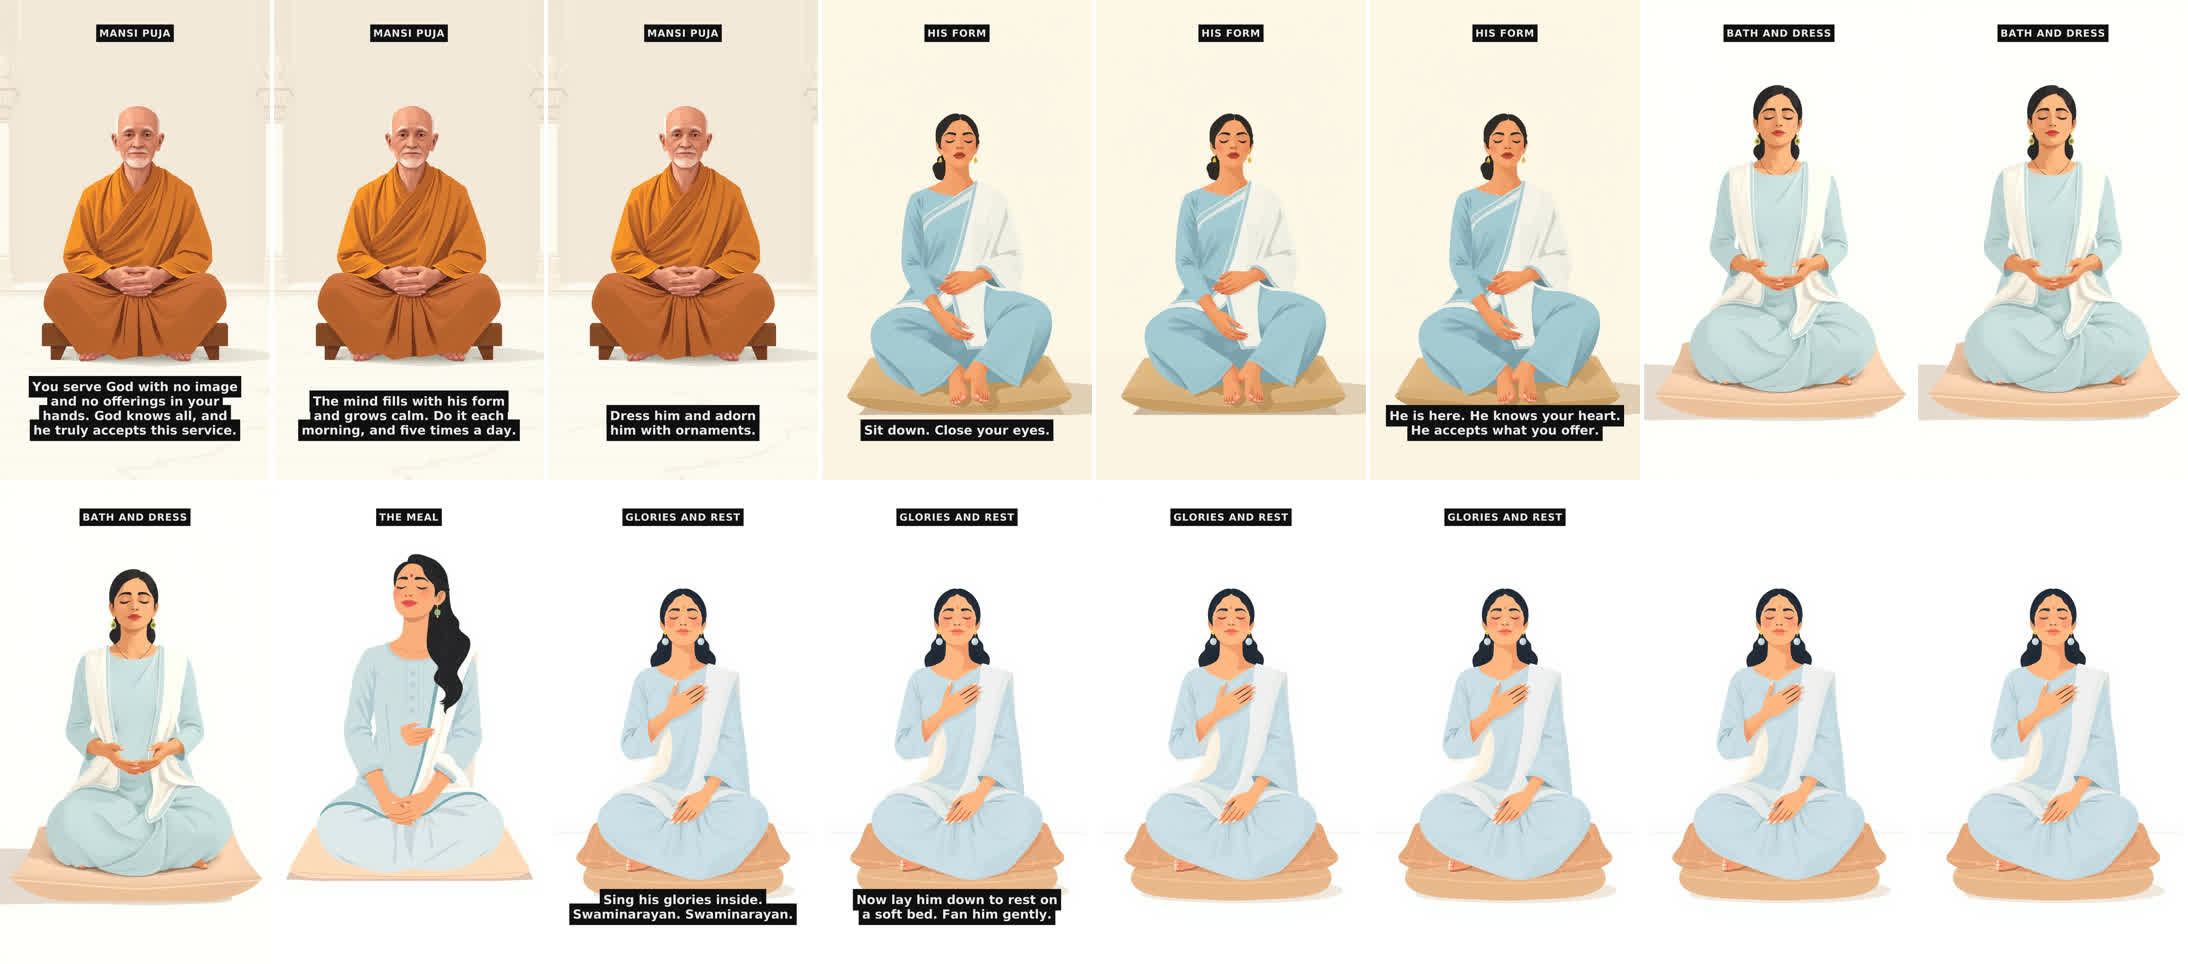 MANSI PUJA
You serve God with no image
and no offerings in your
hands. God knows all, and
he truly accepts this service.
MANSI PUJA
The mind fills with his form
and grows calm. Do it each
morning, and five times a day.
MANSI PUJA
Dress him and adorn
him with ornaments.
HIS FORM
Sit down. Close your eyes.
HIS FORM
HIS FORM
He is here. He knows your heart.
He accepts what you offer.
BATH AND DRESS
BATH AND DRESS
BATH AND DRESS
THE MEAL
GLORIES AND REST
Sing his glories inside.
Swaminarayan. Swaminarayan.
GLORIES AND REST
Now lay him down to rest on
a soft bed. Fan him gently.
GLORIES AND REST
GLORIES AND REST